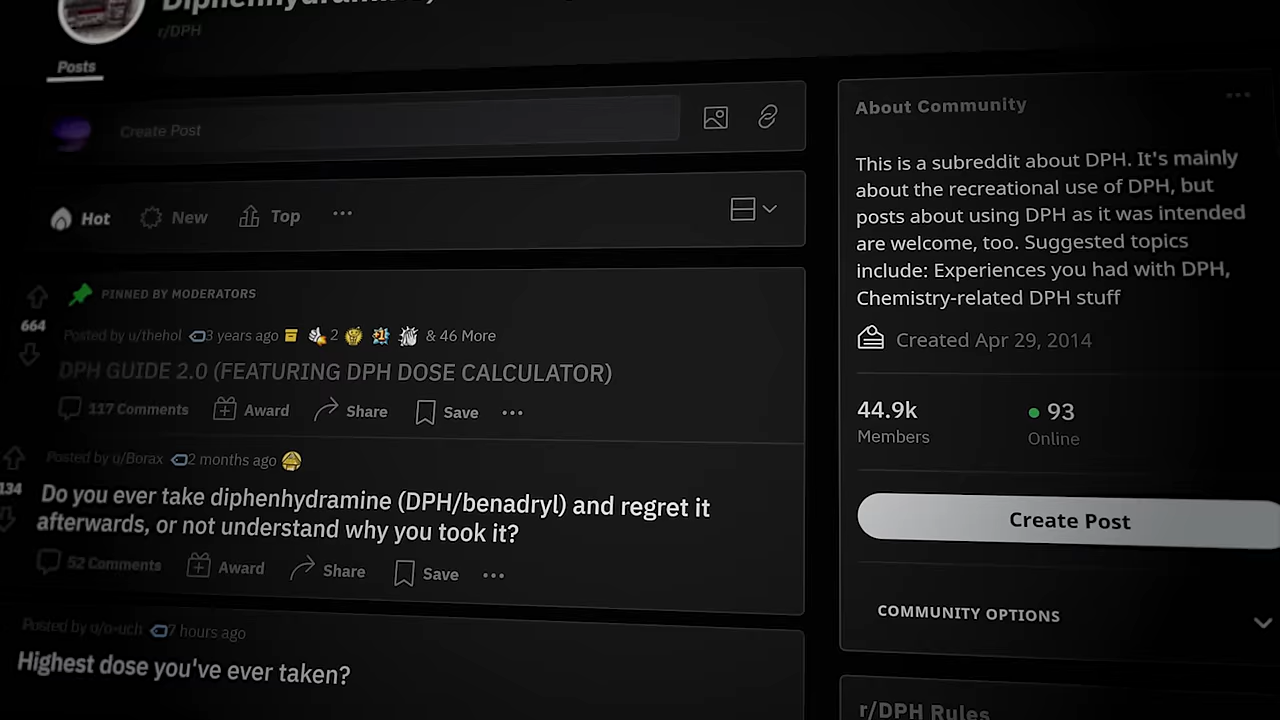 r/DPH
Posts
Create Post
Hot
New
Top
...
PINNED BY MODERATORS
664
Posted by u/thehol 3 years ago 2 & 46 More
DPH GUIDE 2.0 (FEATURING DPH DOSE CALCULATOR)
117 Comments Award Share Save ...
Posted by u/Borax 2 months ago
134
Do you ever take diphenhydramine (DPH/benadryl) and regret it
afterwards, or not understand why you took it?
52 Comments Award Share Save ...
Posted by 7 hours ago
Highest dose you've ever taken?
About Community
...
This is a subreddit about DPH. It's mainly
about the recreational use of DPH, but
posts about using DPH as it was intended
are welcome, too. Suggested topics
include: Experiences you had with DPH,
Chemistry-related DPH stuff
Created Apr 29, 2014
44.9k
Members
93
Online
Create Post
COMMUNITY OPTIONS
r/DPH Rules